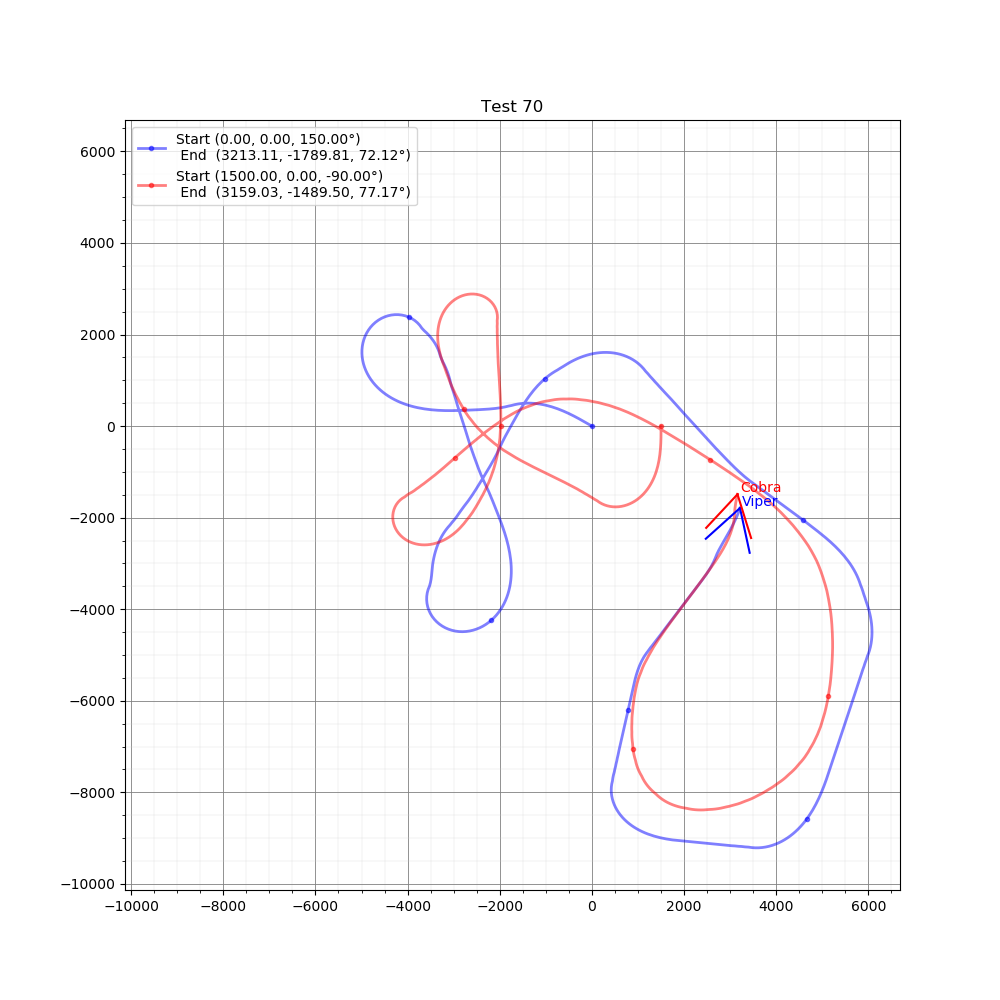 Test 70
Start (0.00, 0.00, 150.00°)
End (3213.11, -1789.81, 72.12°)
Start (1500.00, 0.00, -90.00°)
End (3159.03, -1489.50, 77.17°)
6000
4000
2000
0
−2000
−4000
−6000
−8000
−10000
Cobra
Viper
−10000 −8000 −6000 −4000 −2000 0 2000 4000 6000